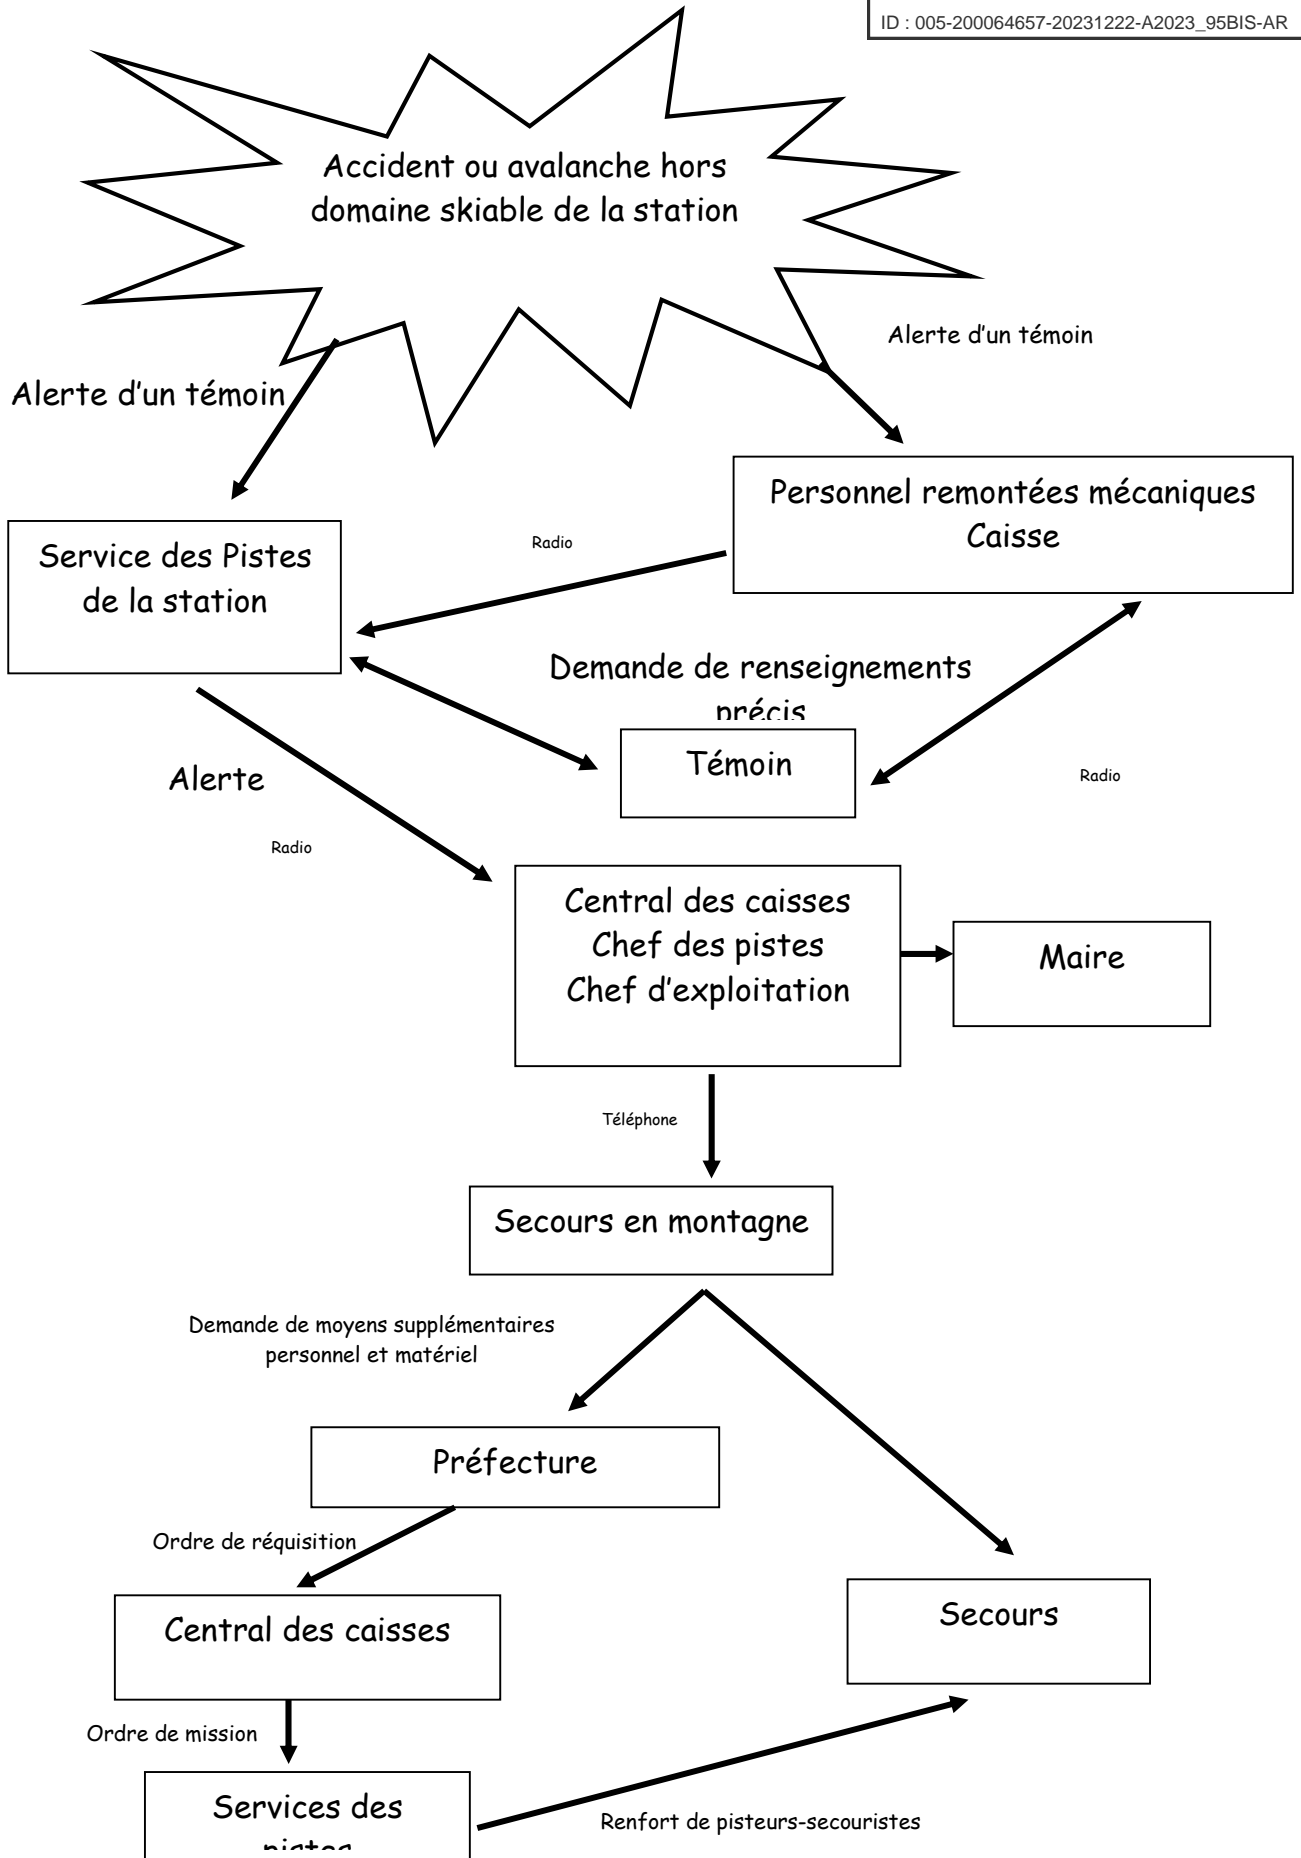 ID : 005-200064657-20231222-A2023_95BIS-AR
Accident ou avalanche hors
domaine skiable de la station
Alerte d'un témoin
Alerte d'un témoin
Personnel remontées mécaniques
Caisse
Radio
Service des Pistes
de la station
Demande de renseignements
précis
Témoin
Radio
Alerte
Radio
Central des caisses
Chef des pistes
Chef d'exploitation
Maire
Téléphone
Secours en montagne
Demande de moyens supplémentaires
personnel et matériel
Préfecture
Ordre de réquisition
Central des caisses
Secours
Ordre de mission
Services des
pistes
Renfort de pisteurs-secouristes